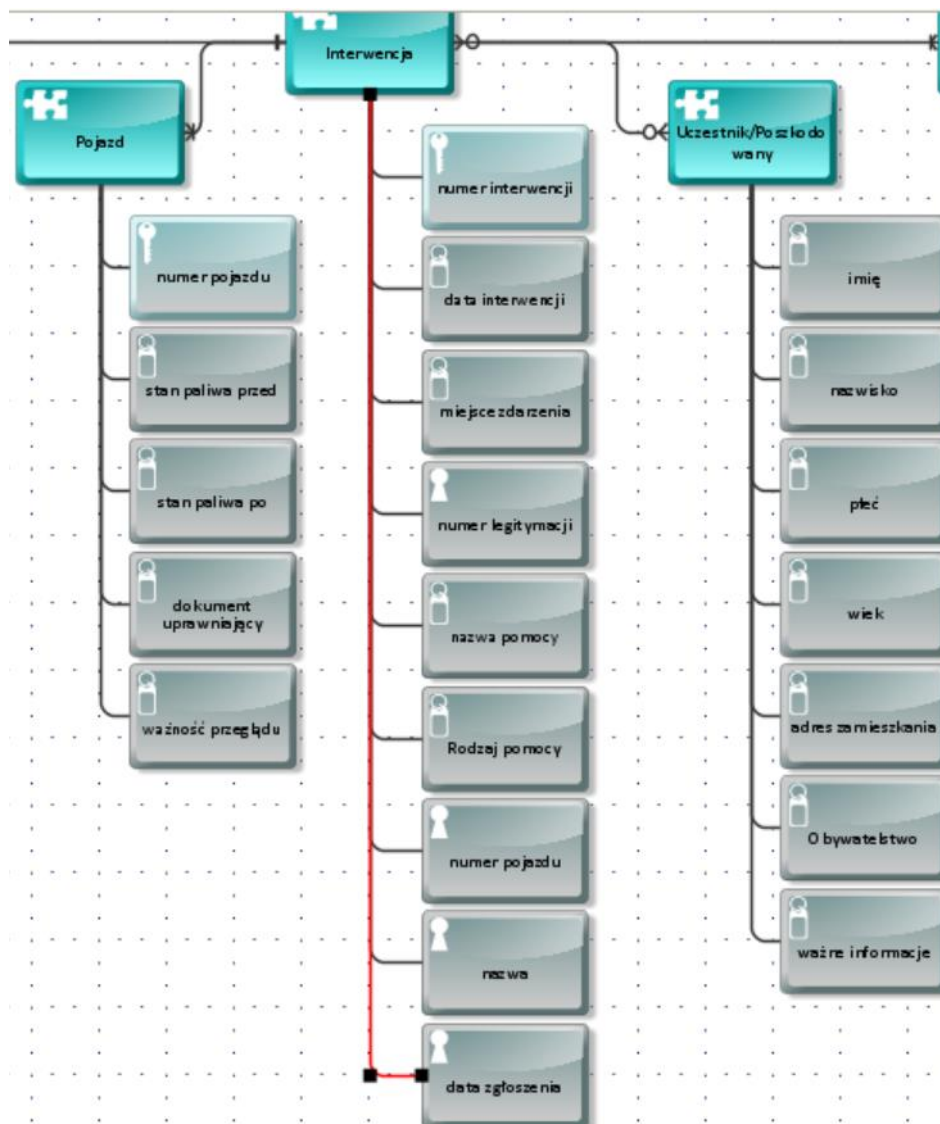 Interwencja
Pojazd
Uczestnik/Poszkodo
wany
numer interwencji
data interwencji
miejsce zdarzenia
numer legitymacji
nazwa pomocy
Rodzaj pomocy
numer pojazdu
nazwa
data zgłoszenia
numer pojazdu
stan paliwa przed
stan paliwa po
dokument
uprawniający
ważność przeglądu
imię
nazwisko
płeć
wiek
adres zamieszkania
Obywatelstwo
ważne informacje